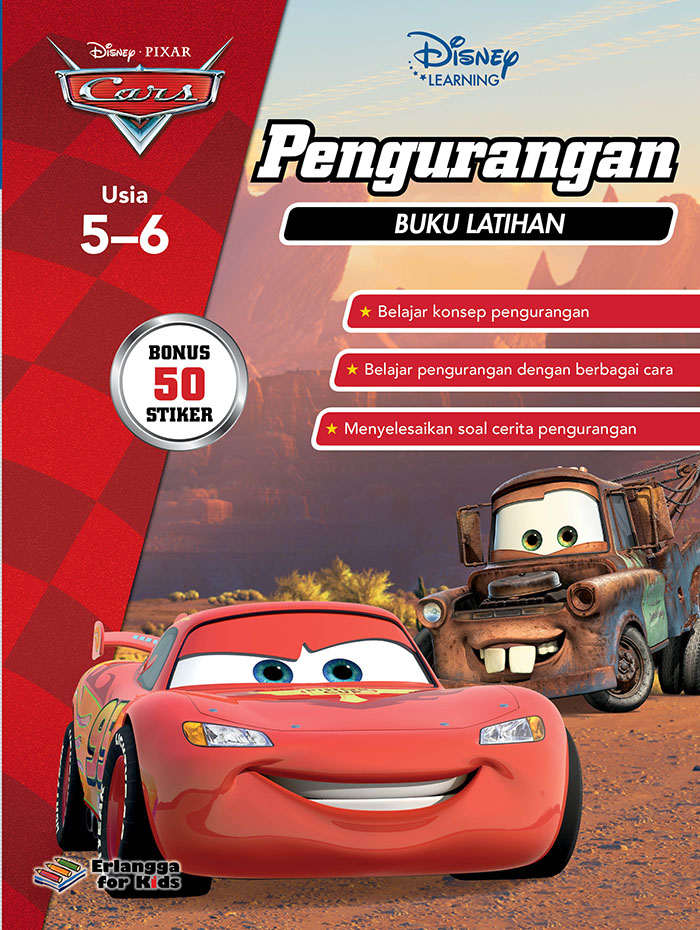 Disney · PIXAR
Cars
Usia
5–6
Disney
LEARNING
Pengurangan
BUKU LATIHAN
★ Belajar konsep pengurangan
★ Belajar pengurangan dengan berbagai cara
★ Menyelesaikan soal cerita pengurangan
BONUS
50
STIKER
95
Erlangga
for Kids